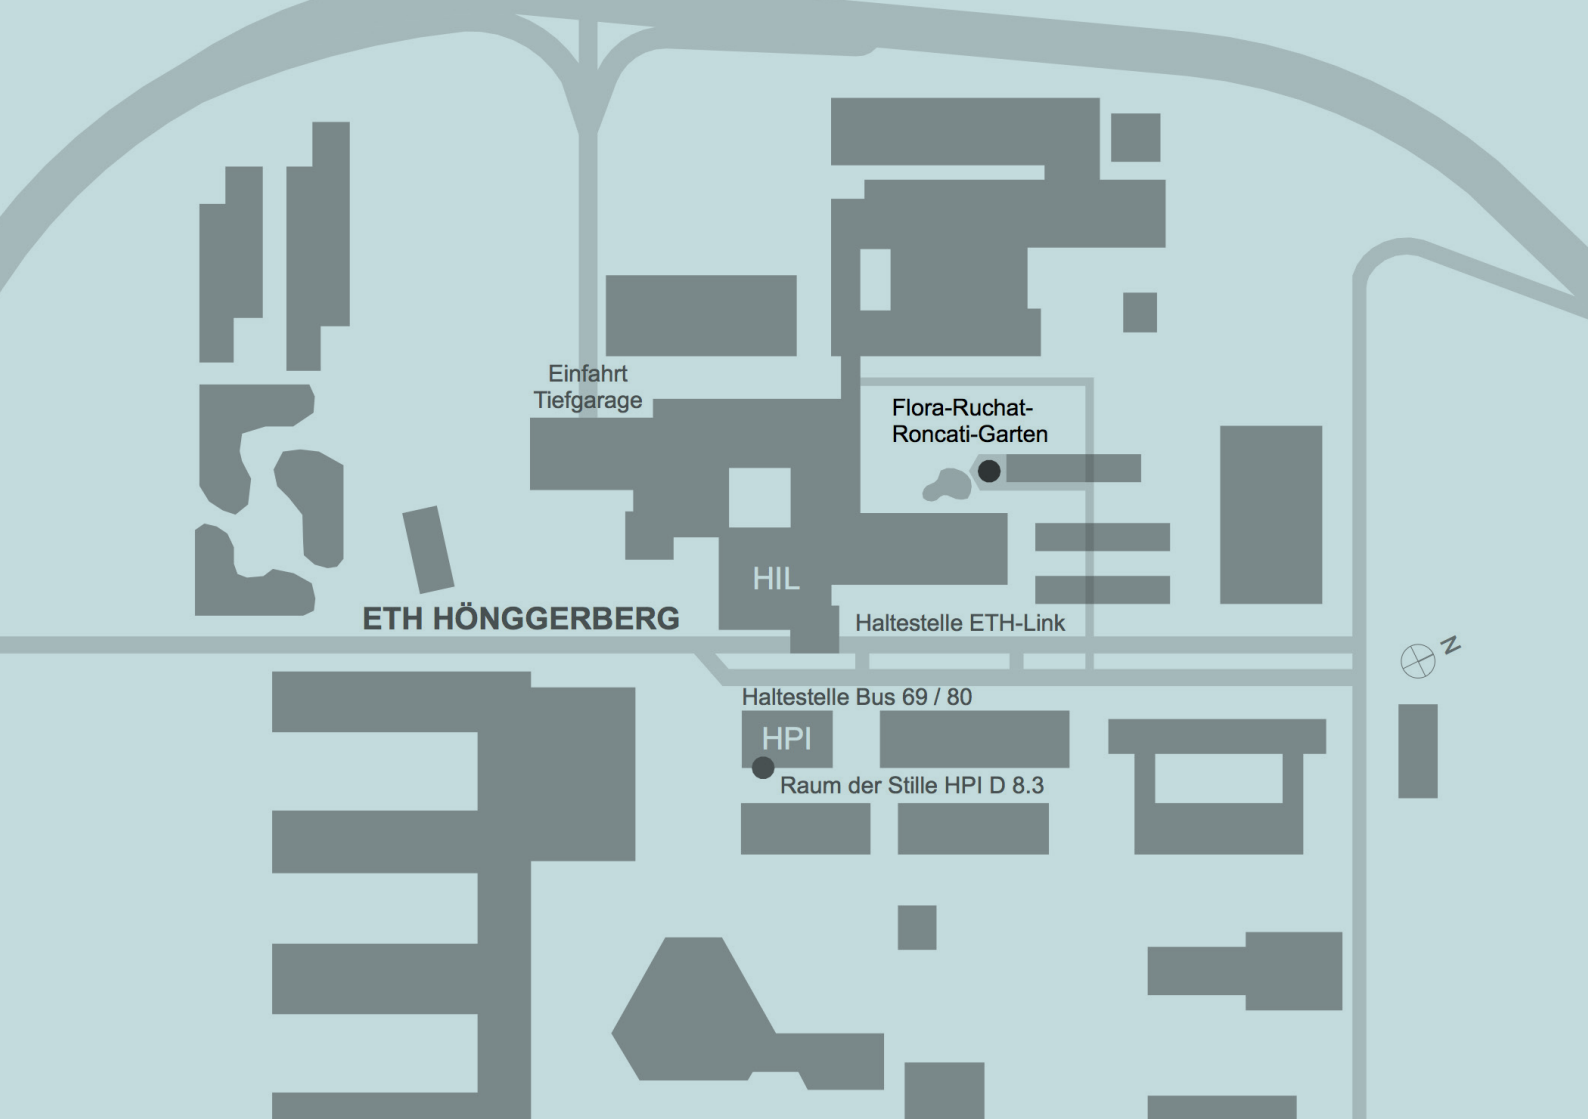 Einfahrt
Tiefgarage
Flora-Ruchat-
Roncati-Garten
HIL
ETH HÖNGGERBERG
Haltestelle ETH-Link
N
Haltestelle Bus 69 / 80
HPI
Raum der Stille HPI D 8.3